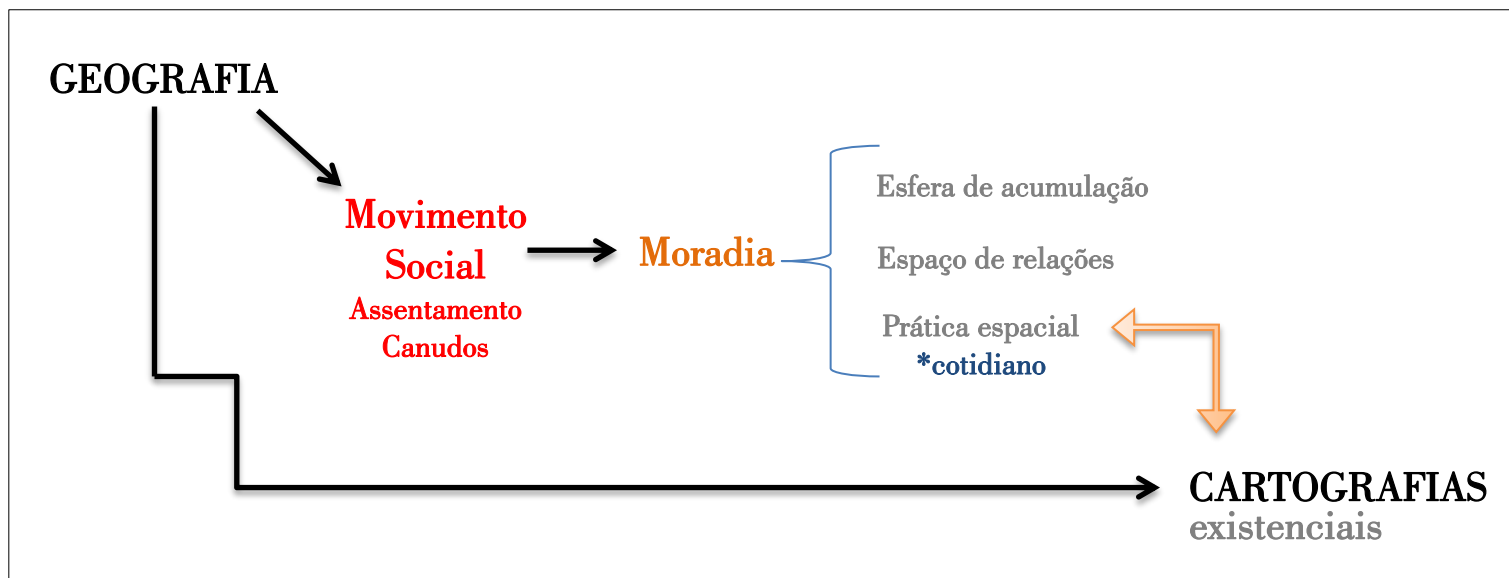 GEOGRAFIA
Movimento
Social
Assentamento
Canudos
Moradia
Esfera de acumulação
Espaço de relações
Prática espacial
*cotidiano
CARTOGRAFIAS
existenciais